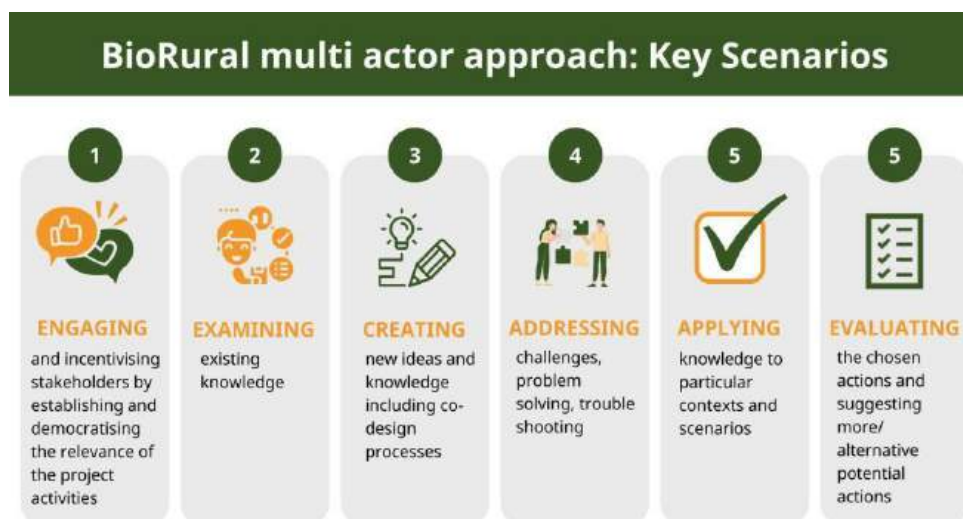 BioRural multi actor approach: Key Scenarios
1
ENGAGING
and incentivising
stakeholders by
establishing and
democratising
the relevance of
the project
activities
2
EXAMINING
existing
knowledge
3
CREATING
new ideas and
knowledge
including co-
design
processes
4
ADDRESSING
challenges,
problem
solving, trouble
shooting
5
APPLYING
knowledge to
particular
contexts and
scenarios
5
EVALUATING
the chosen
actions and
suggesting
more/
alternative
potential
actions